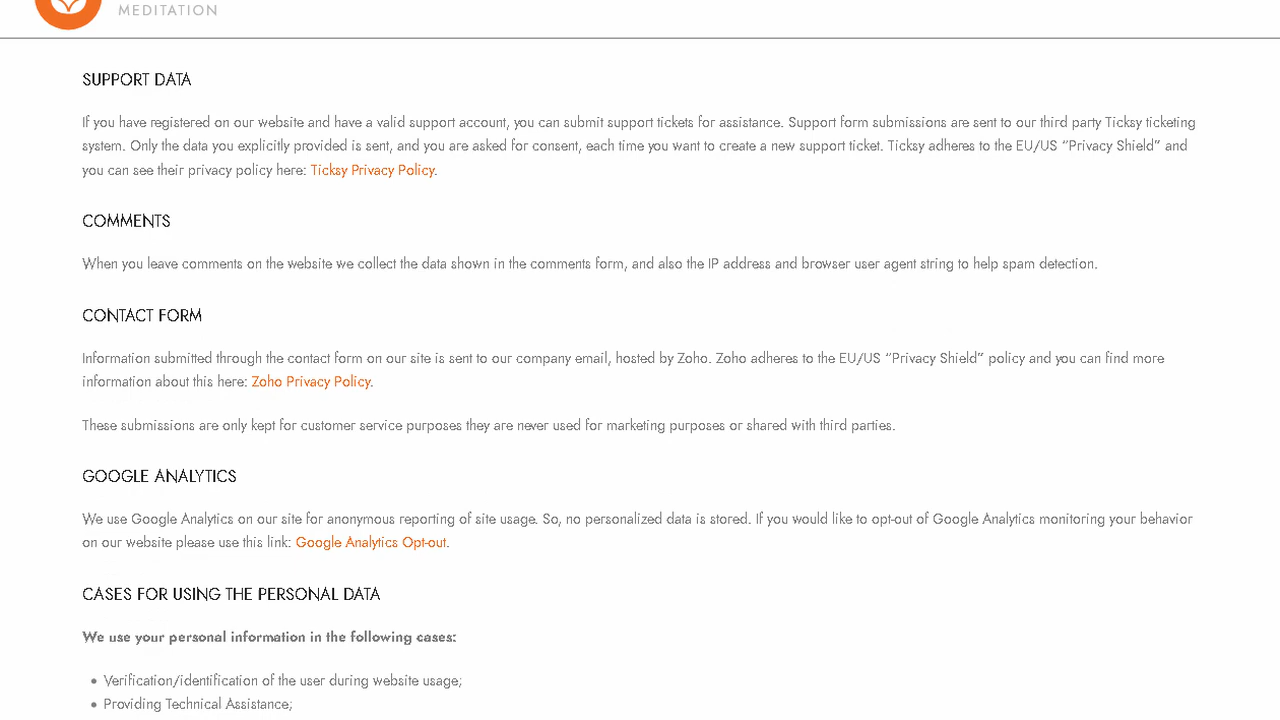 MEDITATION
SUPPORT DATA
If you have registered on our website and have a valid support account, you can submit support tickets for assistance. Support form submissions are sent to our third party Ticksy ticketing
system. Only the data you explicitly provided is sent, and you are asked for consent, each time you want to create a new support ticket. Ticksy adheres to the EU/US “Privacy Shield” and
you can see their privacy policy here: Ticksy Privacy Policy.
COMMENTS
When you leave comments on the website we collect the data shown in the comments form, and also the IP address and browser user agent string to help spam detection.
CONTACT FORM
Information submitted through the contact form on our site is sent to our company email, hosted by Zoho. Zoho adheres to the EU/US “Privacy Shield” policy and you can find more
information about this here: Zoho Privacy Policy.
These submissions are only kept for customer service purposes they are never used for marketing purposes or shared with third parties.
GOOGLE ANALYTICS
We use Google Analytics on our site for anonymous reporting of site usage. So, no personalized data is stored. If you would like to opt-out of Google Analytics monitoring your behavior
on our website please use this link: Google Analytics Opt-out.
CASES FOR USING THE PERSONAL DATA
We use your personal information in the following cases:
• Verification/identification of the user during website usage;
• Providing Technical Assistance;